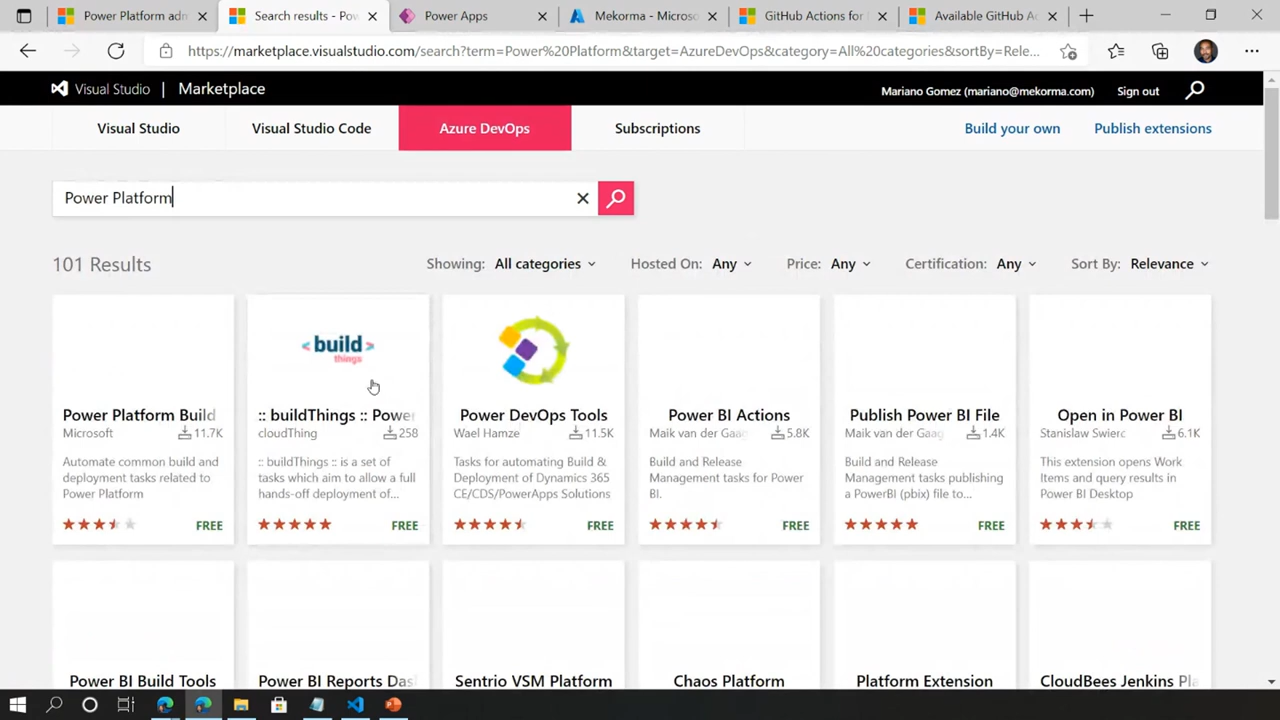 Power Platform adm
Search results - Pow
Power Apps
Mekorma - Microso
GitHub Actions for
Available GitHub Ac
https://marketplace.visualstudio.com/search?term=Power%20Platform&target=AzureDevOps&category=All%20categories&sortBy=Rele...
Visual Studio | Marketplace
Mariano Gomez (mariano@mekorma.com)
Sign out
Visual Studio
Visual Studio Code
Azure DevOps
Subscriptions
Build your own
Publish extensions
Power Platform
101 Results
Showing: All categories
Hosted On: Any
Price: Any
Certification: Any
Sort By: Relevance
Power Platform Build
Microsoft 11.7K
Automate common build and
deployment tasks related to
Power Platform
FREE
<build>
things
:: buildThings :: Power
cloudThing 258
:: buildThings :: is a set of
tasks which aim to allow a full
hands-off deployment of...
FREE
Power DevOps Tools
Wael Hamze 11.5K
Tasks for automating Build &
Deployment of Dynamics 365
CE/CDS/PowerApps Solutions
FREE
Power BI Actions
Maik van der Gaag 5.8K
Build and Release
Management tasks for Power
BI.
FREE
Publish Power BI File
Maik van der Gaag 1.4K
Build and Release
Management tasks publishing
a PowerBI (pbix) file to...
FREE
Open in Power BI
Stanislaw Swierc 6.1K
This extension opens Work
Items and query results in
Power BI Desktop
FREE
Power BI Build Tools
Power BI Reports Das
Sentrio VSM Platform
Chaos Platform
Platform Extension
CloudBees Jenkins Pla